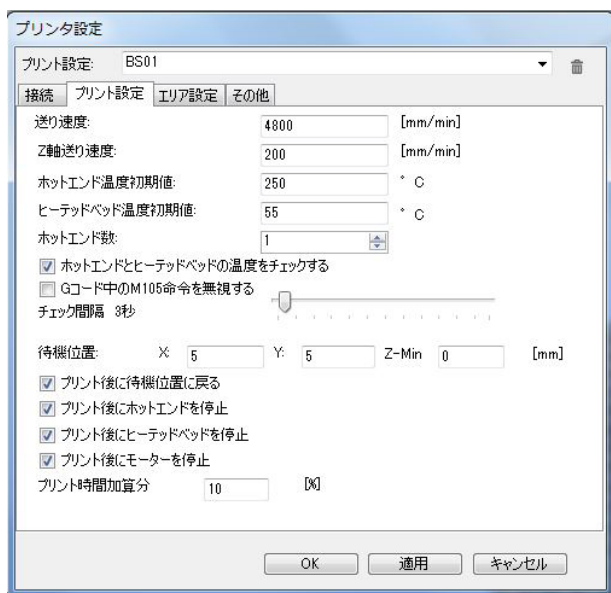 プリンタ設定
プリント設定: BS01
接続 プリント設定 エリア設定 その他
送り速度: 4800 [mm/min]
Z軸送り速度: 200 [mm/min]
ホットエンド温度初期値: 250 ° C
ヒーテッドベッド温度初期値: 55 ° C
ホットエンド数: 1
ホットエンドとヒーテッドベッドの温度をチェックする
Gコード中のM105命令を無視する
チェック間隔 3秒
待機位置: X: 5 Y: 5 Z-Min 0 [mm]
プリント後に待機位置に戻る
プリント後にホットエンドを停止
プリント後にヒーテッドベッドを停止
プリント後にモーターを停止
プリント時間加算分 10 [%]
OK 適用 キャンセル